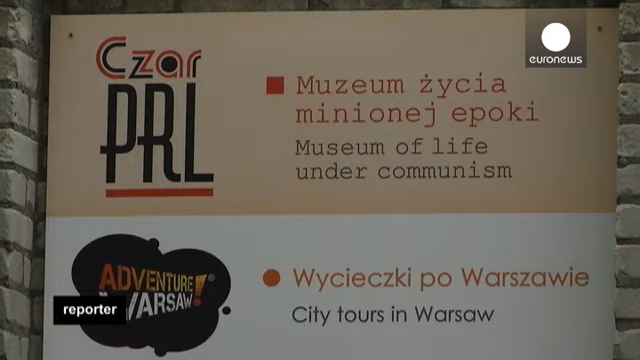 euronews
Czar
PRL
Muzeum życia
minionej epoki
Museum of life
under communism
ADVENTURE
WARSAW!®
Wycieczki po Warszawie
City tours in Warsaw
reporter